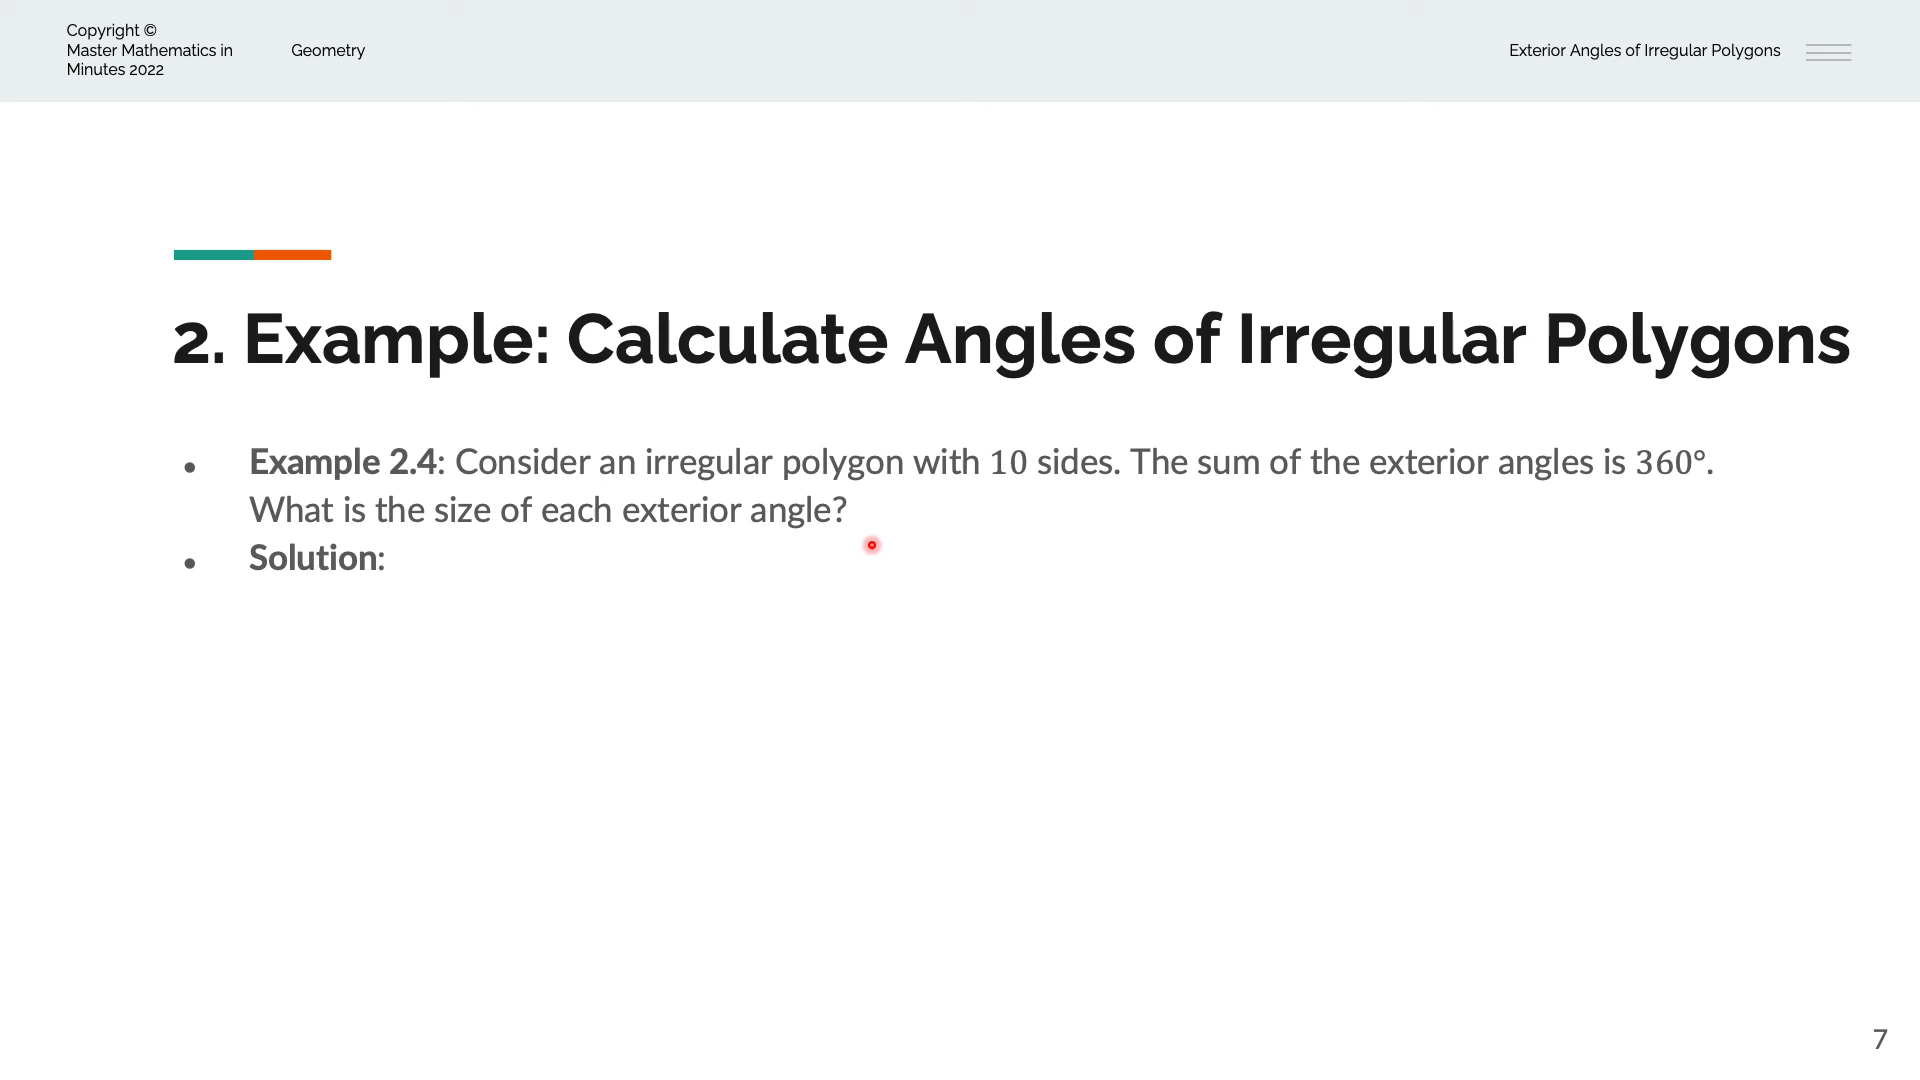 Copyright ©
Master Mathematics in
Minutes 2022
Geometry
Exterior Angles of Irregular Polygons
2. Example: Calculate Angles of Irregular Polygons
● Example 2.4: Consider an irregular polygon with 10 sides. The sum of the exterior angles is 360°.
What is the size of each exterior angle?
● Solution:
7